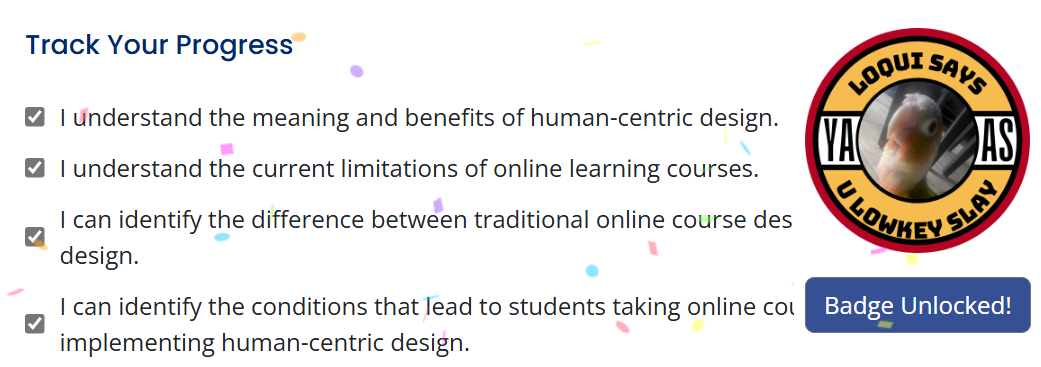 Track Your Progress
I understand the meaning and benefits of human-centric design.
I understand the current limitations of online learning courses.
I can identify the difference between traditional online course des
design.
I can identify the conditions that lead to students taking online cou
implementing human-centric design.
LOQUI SAYS
YA AS
U LOWKEY SLAY
Badge Unlocked!